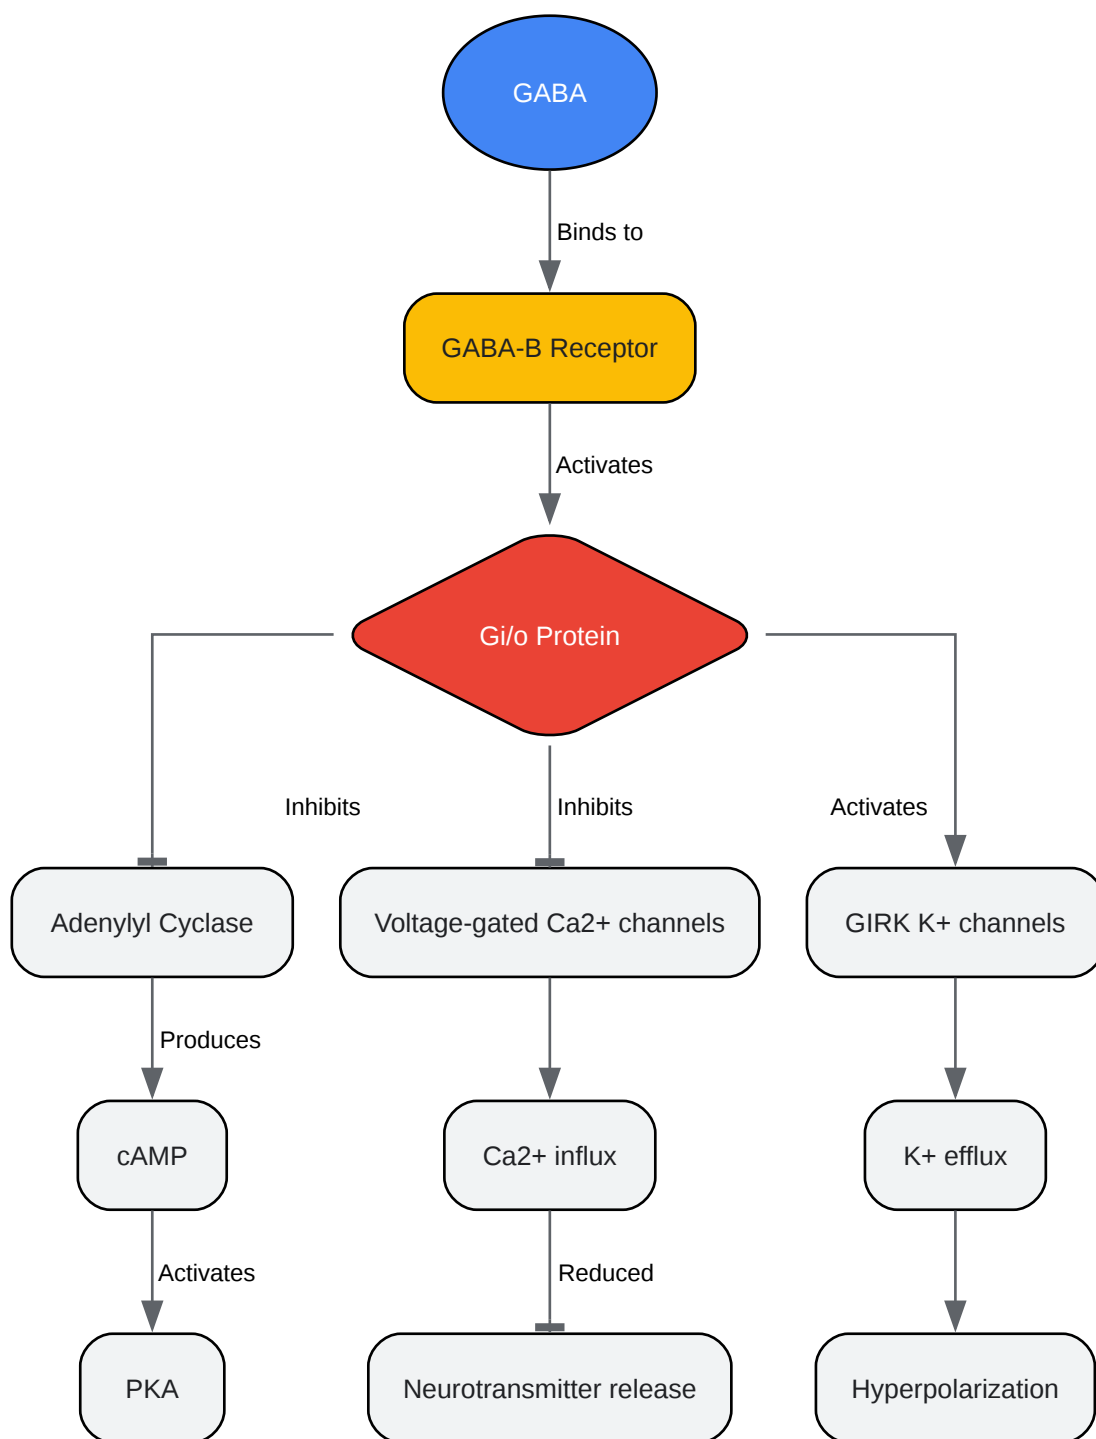 GABA
Binds to
GABA-B Receptor
Activates
Gi/o Protein
Inhibits
Inhibits
Activates
Adenylyl Cyclase
Voltage-gated Ca2+ channels
GIRK K+ channels
Produces
cAMP
Ca2+ influx
K+ efflux
Activates
Reduced
PKA
Neurotransmitter release
Hyperpolarization